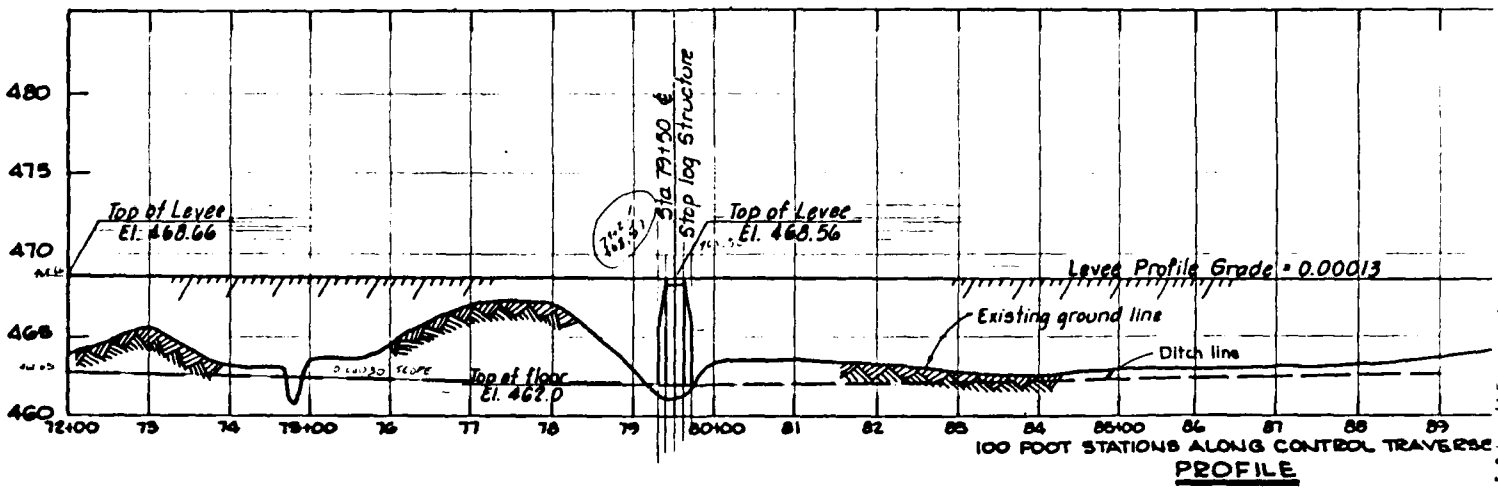 480
475
470
465
460
Top of Levee
El. 468.66
Sta 79+50 ℄
Stop log Structure
Top of Levee
El. 468.56
Levee Profile Grade = 0.00013
Existing ground line
Ditch line
SLOPE
Top of floor
El. 462.0
72+00 73 74 75+00 76 77 78 79 80+00 81 82 83 84 85+00 86 87 88 89
100 FOOT STATIONS ALONG CONTROL TRAVERSE
PROFILE